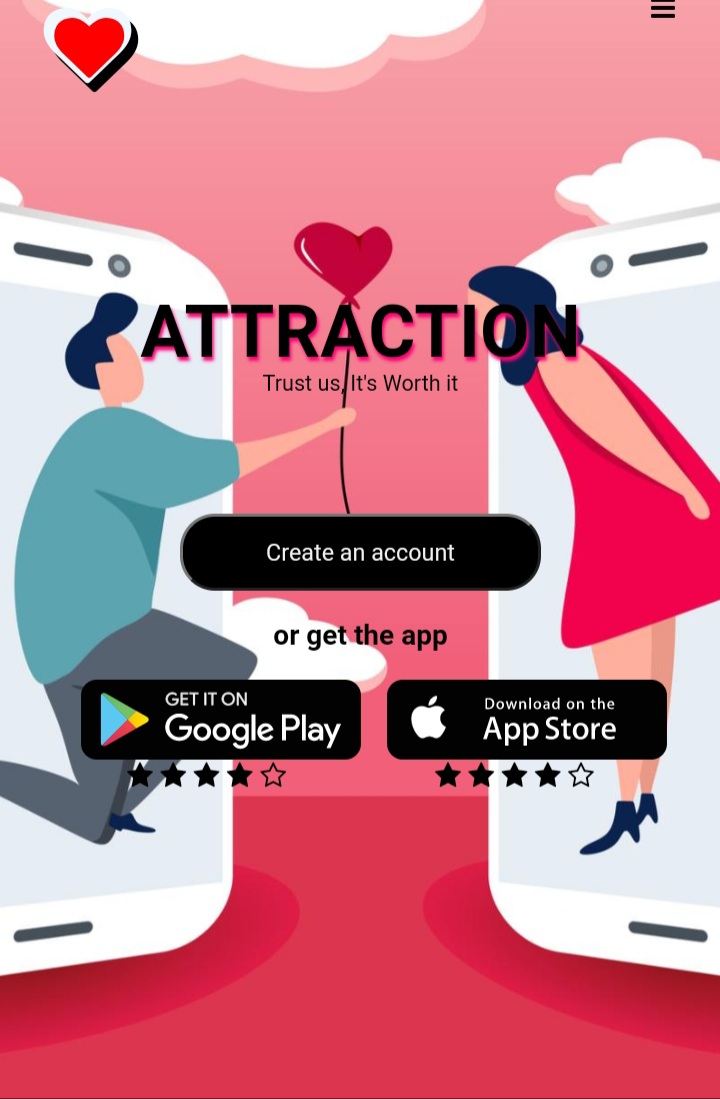 ATTRACTION
Trust us, It's Worth it
Create an account
or get the app
GET IT ON
Google Play
Download on the
App Store